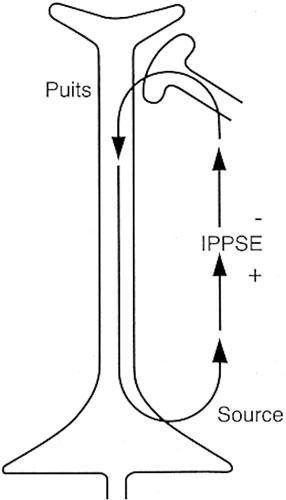 Puits
-
IPPSE
+
Source